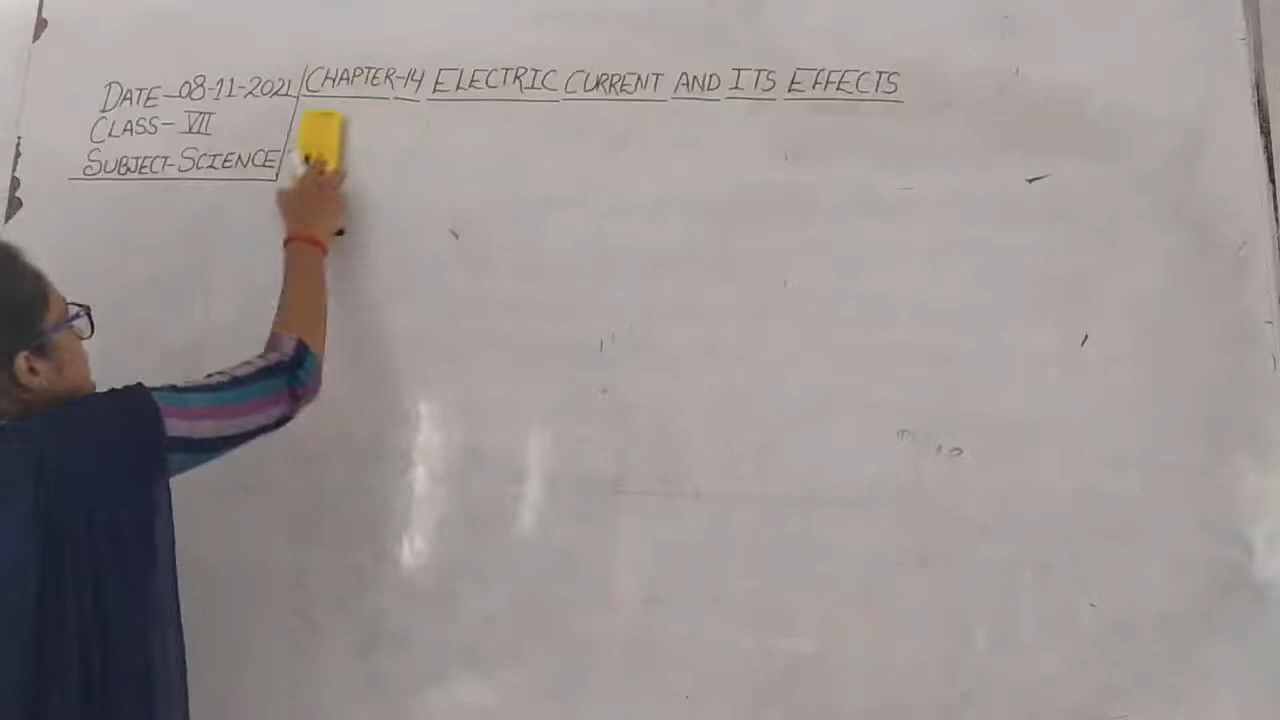 DATE-08-11-2021
CHAPTER-14 ELECTRIC CURRENT AND ITS EFFECTS
CLASS-VII
SUBJECT-SCIENCE